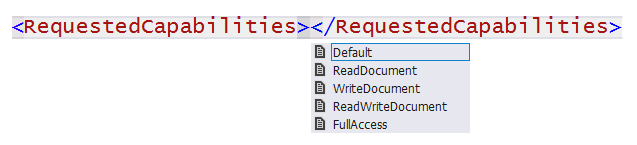 <RequestedCapabilities></RequestedCapabilities>
Default
ReadDocument
WriteDocument
ReadWriteDocument
FullAccess